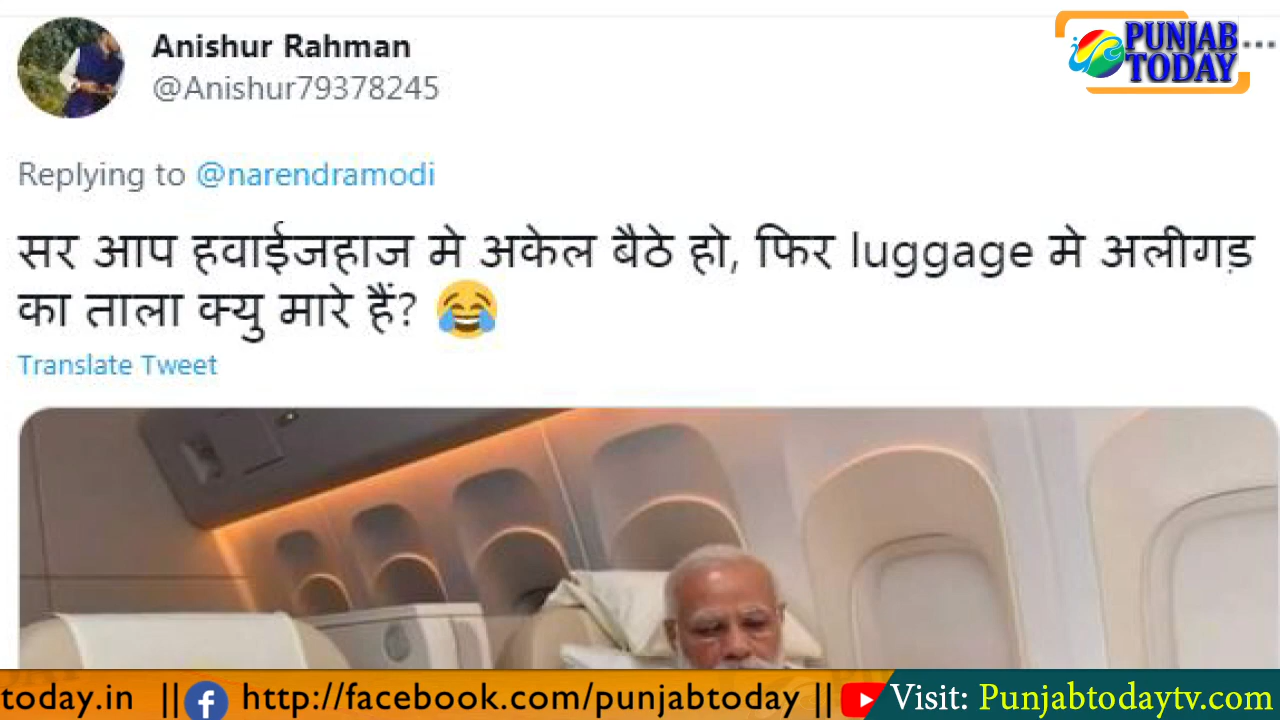 Anishur Rahman
@Anishur79378245
PUNJAB
TODAY
Replying to @narendramodi
सर आप हवाईजहाज मे अकेल बैठे हो, फिर luggage मे अलीगड़
का ताला क्यु मारे हैं? 😂
Translate Tweet
today.in || http://facebook.com/punjabtoday || Visit: Punjabtodaytv.com